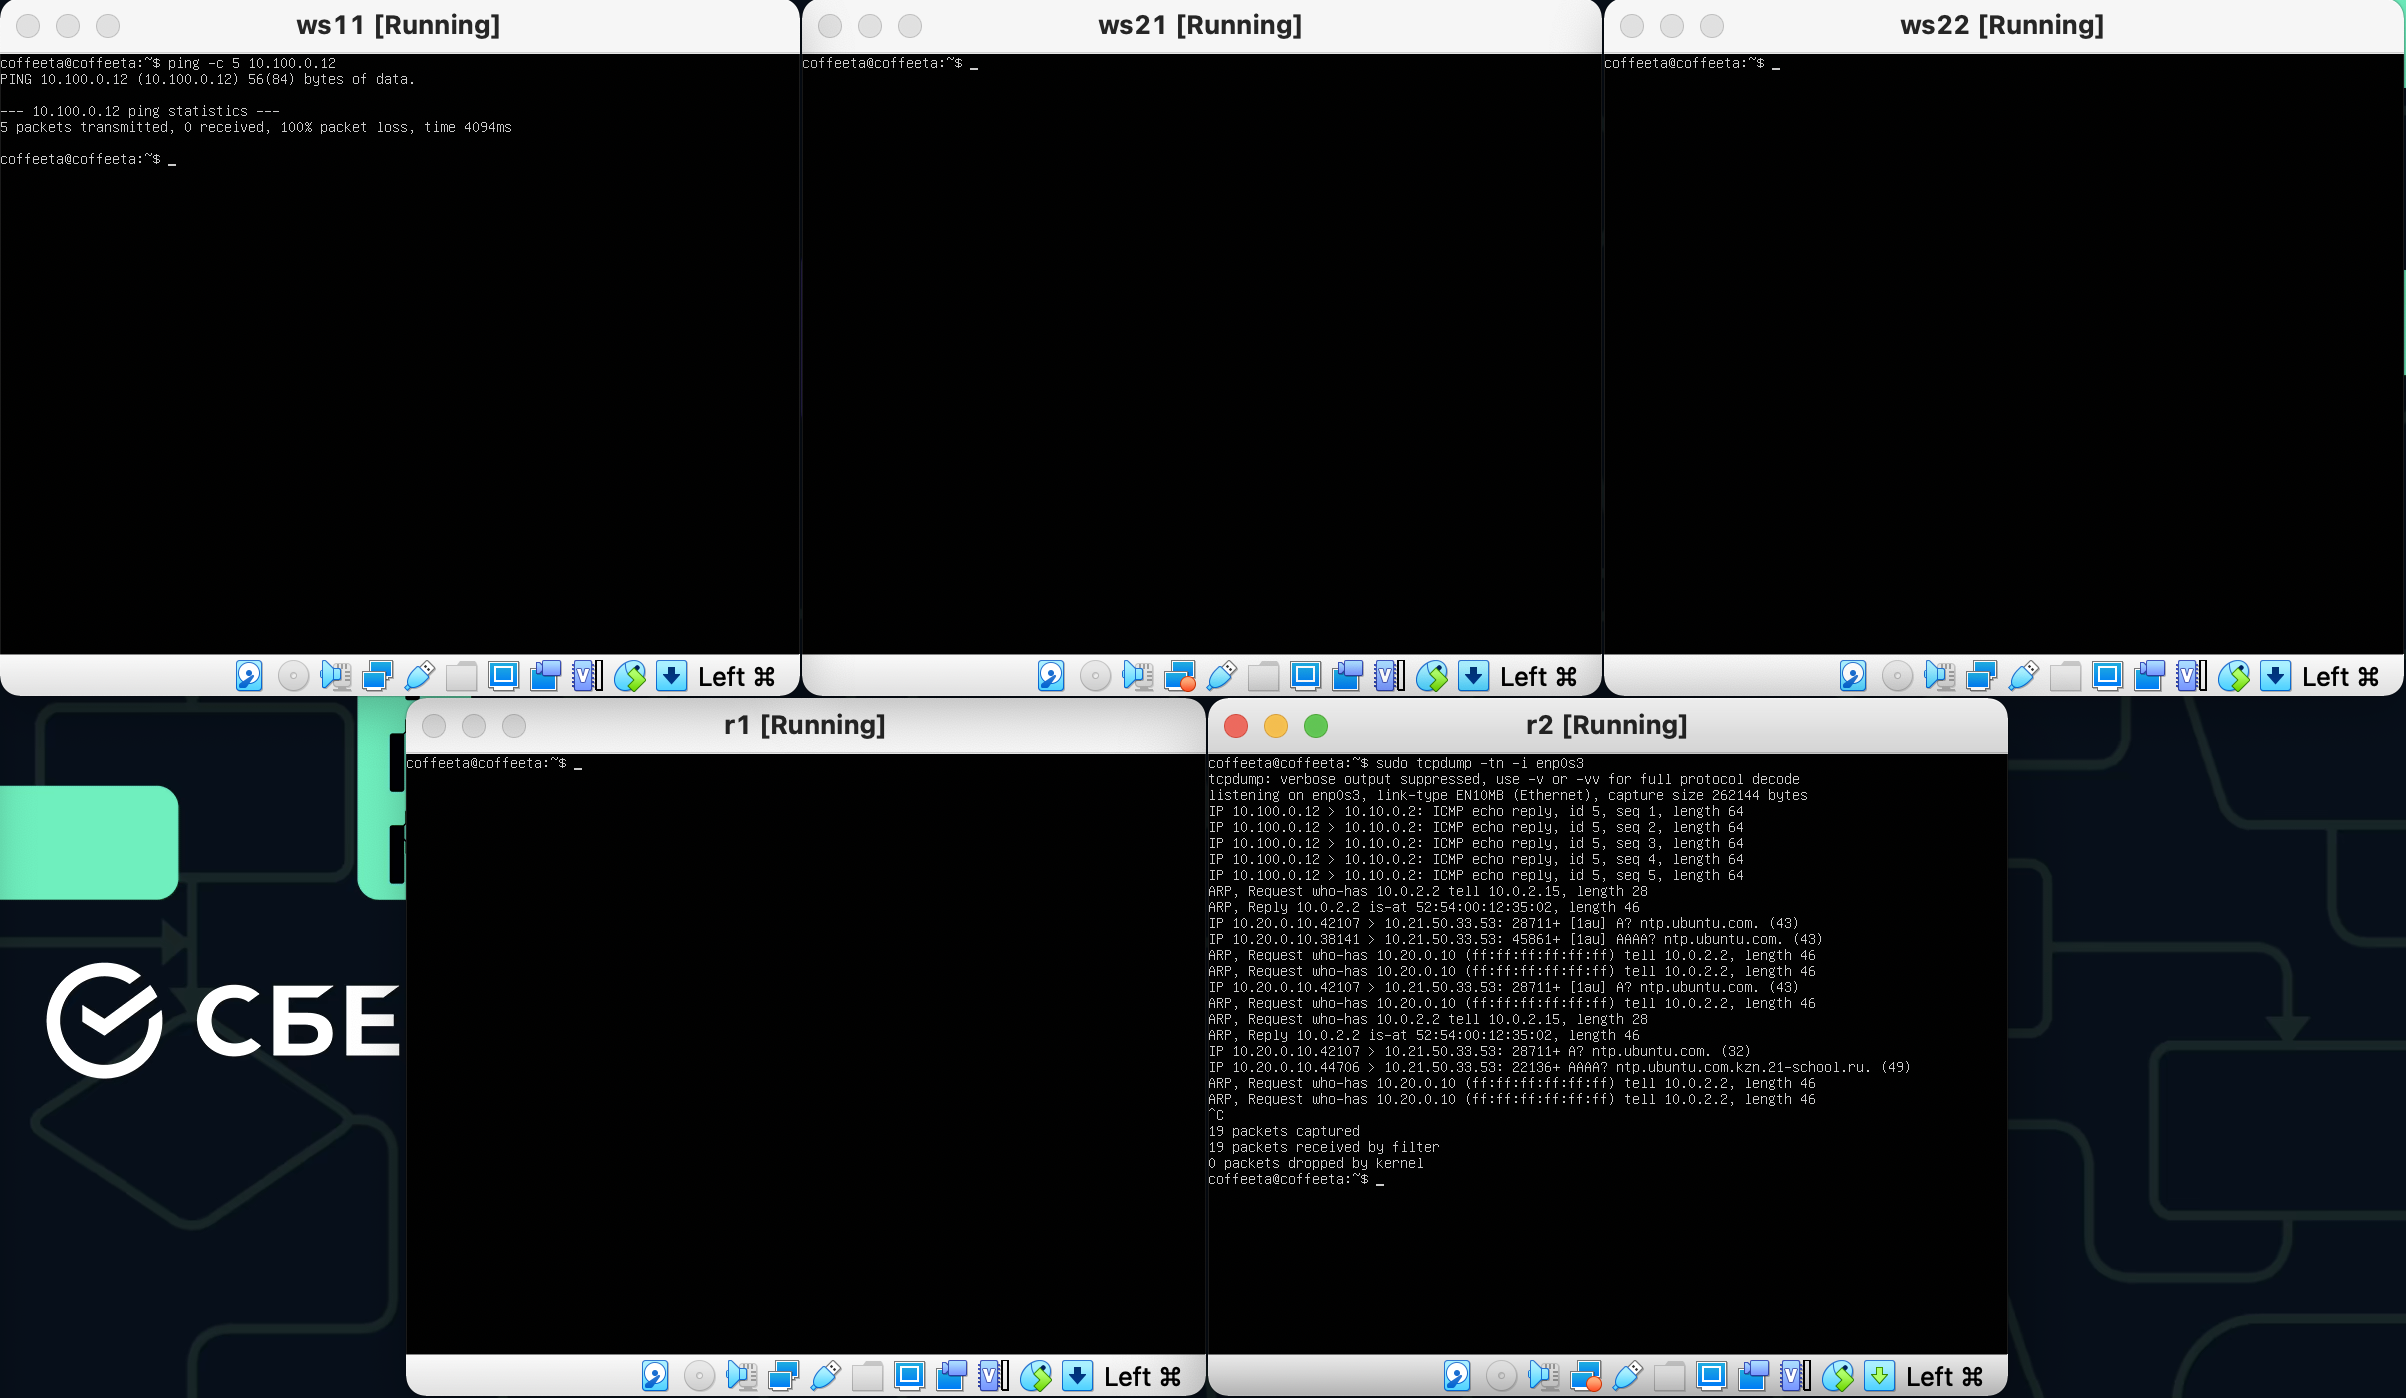 ws11 [Running]
coffeeta@coffeeta:~$ ping -c 5 10.100.0.12
PING 10.100.0.12 (10.100.0.12) 56(84) bytes of data.
--- 10.100.0.12 ping statistics ---
5 packets transmitted, 0 received, 100% packet loss, time 4094ms
coffeeta@coffeeta:~$ _
Left ⌘
ws21 [Running]
coffeeta@coffeeta:~$ _
Left ⌘
ws22 [Running]
coffeeta@coffeeta:~$ _
Left ⌘
СБЕ
r1 [Running]
coffeeta@coffeeta:~$ _
Left ⌘
r2 [Running]
coffeeta@coffeeta:~$ sudo tcpdump -tn -i enp0s3
tcpdump: verbose output suppressed, use -v or -vv for full protocol decode
listening on enp0s3, link-type EN10MB (Ethernet), capture size 262144 bytes
IP 10.100.0.12 > 10.10.0.2: ICMP echo reply, id 5, seq 1, length 64
IP 10.100.0.12 > 10.10.0.2: ICMP echo reply, id 5, seq 2, length 64
IP 10.100.0.12 > 10.10.0.2: ICMP echo reply, id 5, seq 3, length 64
IP 10.100.0.12 > 10.10.0.2: ICMP echo reply, id 5, seq 4, length 64
IP 10.100.0.12 > 10.10.0.2: ICMP echo reply, id 5, seq 5, length 64
ARP, Request who-has 10.0.2.2 tell 10.0.2.15, length 28
ARP, Reply 10.0.2.2 is-at 52:54:00:12:35:02, length 46
IP 10.20.0.10.42107 > 10.21.50.33.53: 28711+ [1au] A? ntp.ubuntu.com. (43)
IP 10.20.0.10.38141 > 10.21.50.33.53: 45861+ [1au] AAAA? ntp.ubuntu.com. (43)
ARP, Request who-has 10.20.0.10 (ff:ff:ff:ff:ff:ff) tell 10.0.2.2, length 46
ARP, Request who-has 10.20.0.10 (ff:ff:ff:ff:ff:ff) tell 10.0.2.2, length 46
IP 10.20.0.10.42107 > 10.21.50.33.53: 28711+ [1au] A? ntp.ubuntu.com. (43)
ARP, Request who-has 10.20.0.10 (ff:ff:ff:ff:ff:ff) tell 10.0.2.2, length 46
ARP, Request who-has 10.0.2.2 tell 10.0.2.15, length 28
ARP, Reply 10.0.2.2 is-at 52:54:00:12:35:02, length 46
IP 10.20.0.10.42107 > 10.21.50.33.53: 28711+ A? ntp.ubuntu.com. (32)
IP 10.20.0.10.44706 > 10.21.50.33.53: 22136+ AAAA? ntp.ubuntu.com.kzn.21-school.ru. (49)
ARP, Request who-has 10.20.0.10 (ff:ff:ff:ff:ff:ff) tell 10.0.2.2, length 46
ARP, Request who-has 10.20.0.10 (ff:ff:ff:ff:ff:ff) tell 10.0.2.2, length 46
^C
19 packets captured
19 packets received by filter
0 packets dropped by kernel
coffeeta@coffeeta:~$ _
Left ⌘